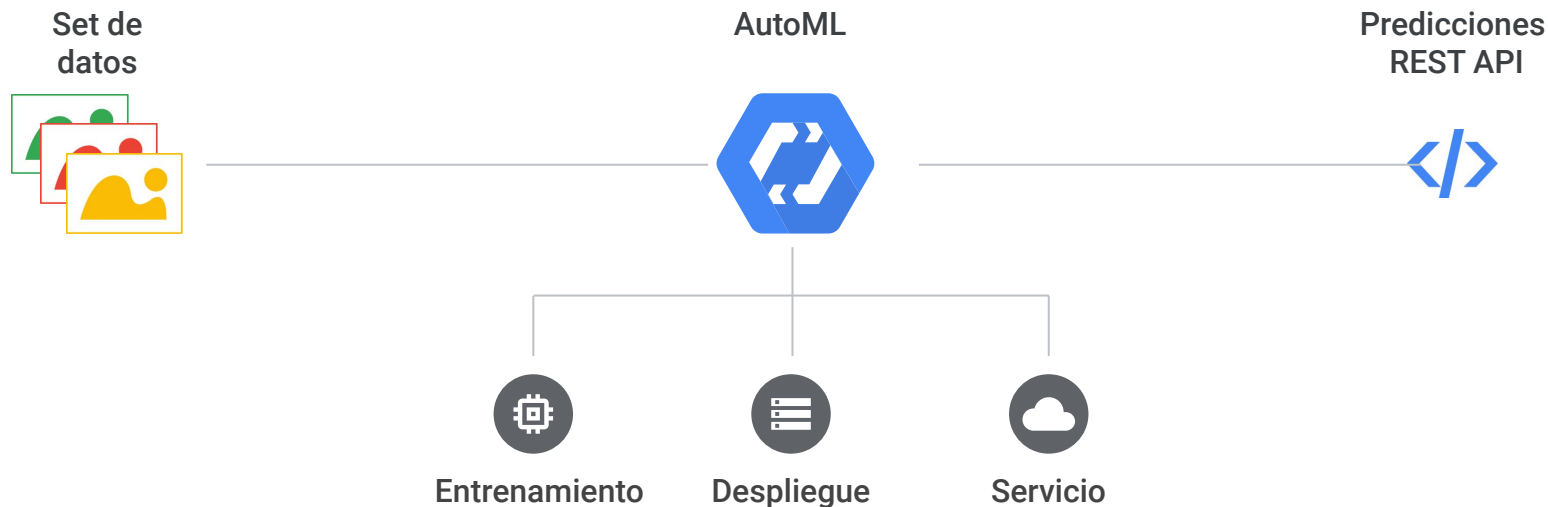 Set de
datos
AutoML
Predicciones
REST API
Entrenamiento
Despliegue
Servicio